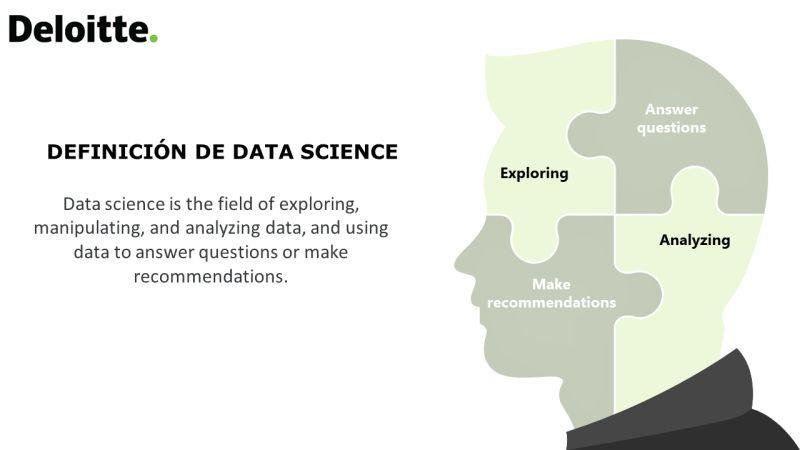 Deloitte.
DEFINICIÓN DE DATA SCIENCE
Data science is the field of exploring,
manipulating, and analyzing data, and using
data to answer questions or make
recommendations.
Answer
questions
Exploring
Analyzing
Make
recommendations